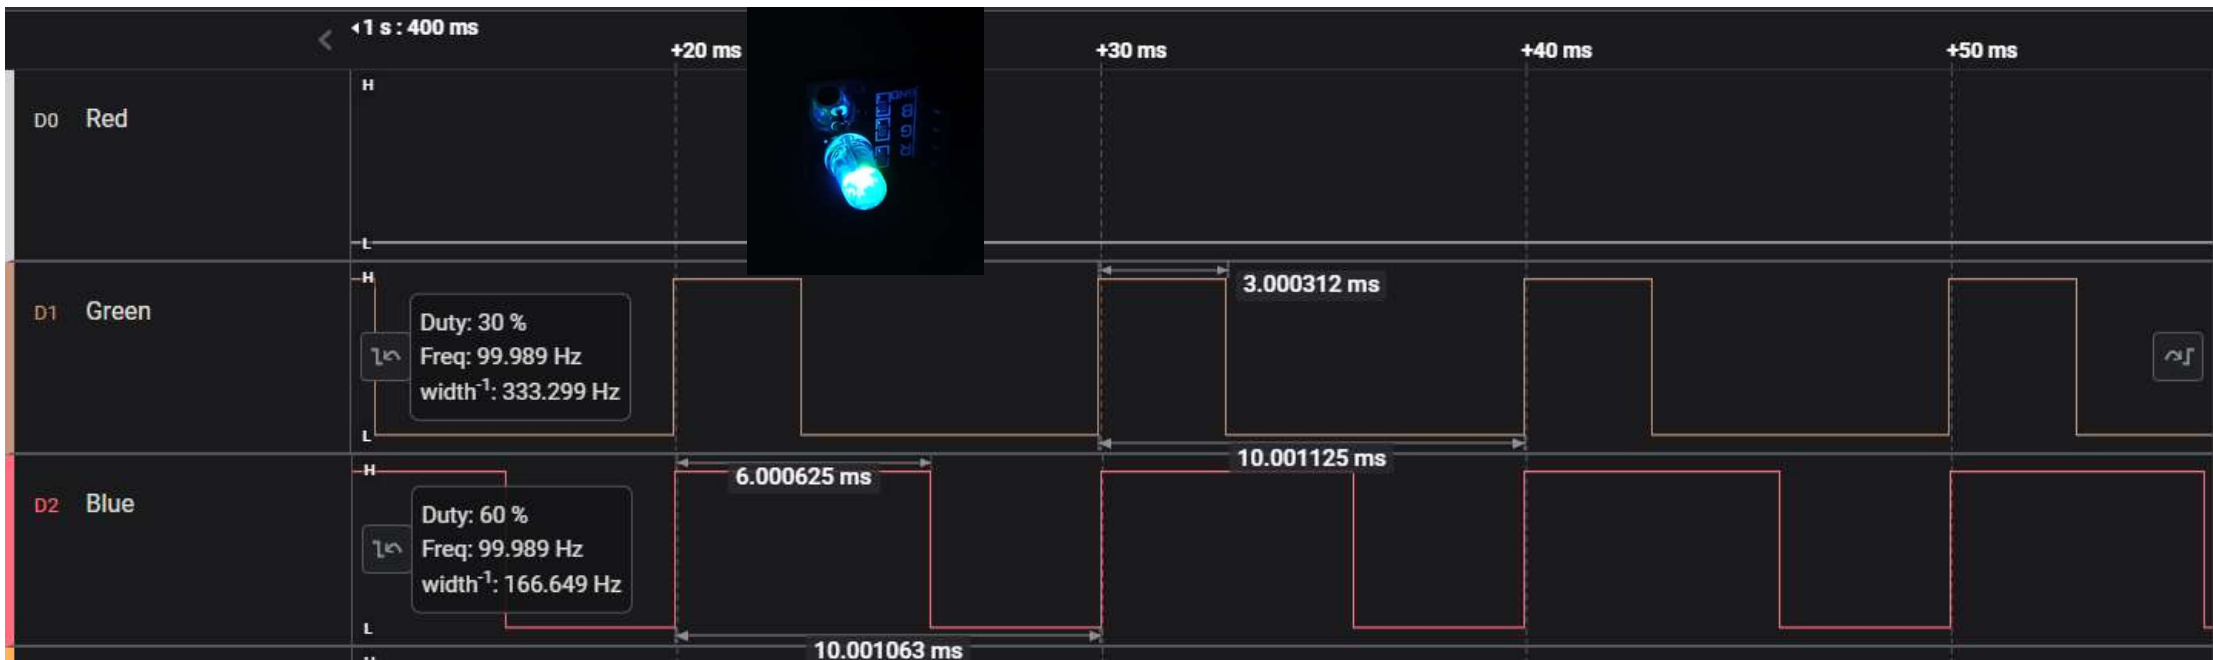 1 s : 400 ms
+20 ms
+30 ms
+40 ms
+50 ms
GND
B
G
R
D0 Red
H
L
D1 Green
H
L
Duty: 30 %
Freq: 99.989 Hz
width-1: 333.299 Hz
3.000312 ms
10.001125 ms
D2 Blue
H
L
Duty: 60 %
Freq: 99.989 Hz
width-1: 166.649 Hz
6.000625 ms
10.001063 ms